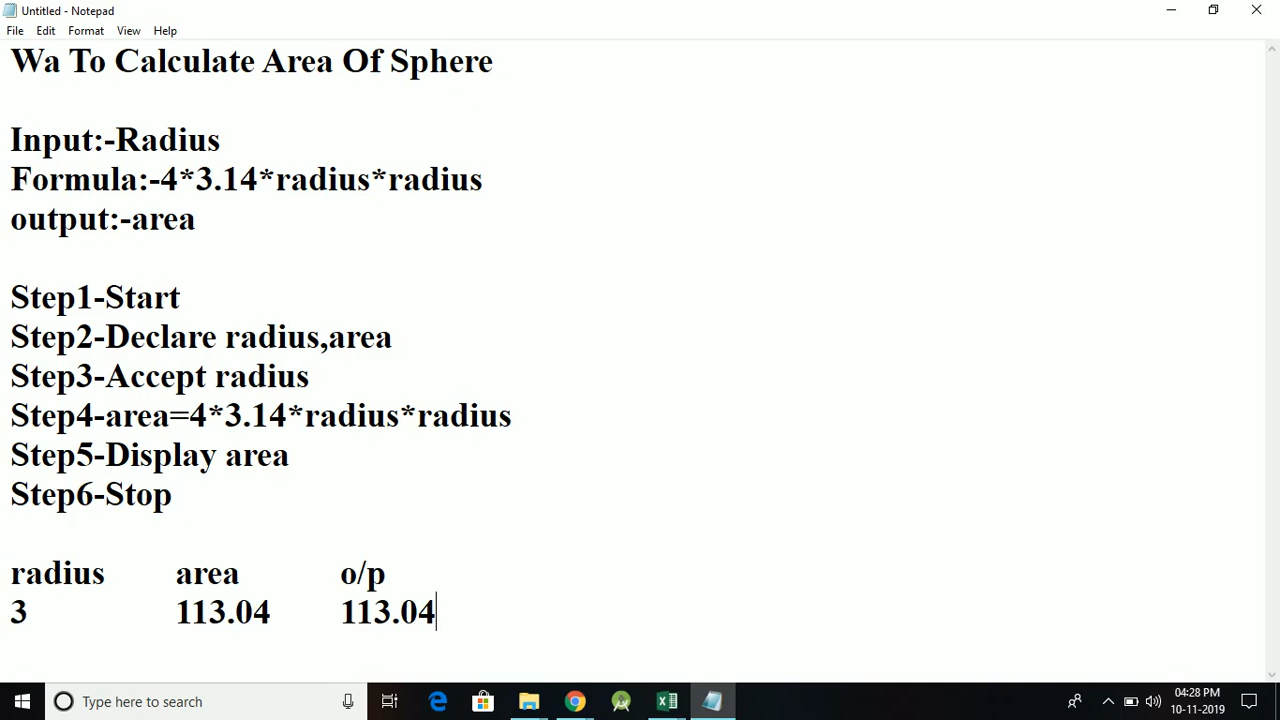 Untitled - Notepad
File Edit Format View Help
Wa To Calculate Area Of Sphere
Input:-Radius
Formula:-4*3.14*radius*radius
output:-area
Step1-Start
Step2-Declare radius,area
Step3-Accept radius
Step4-area=4*3.14*radius*radius
Step5-Display area
Step6-Stop
radius area o/p
3 113.04 113.04
Type here to search
04:28 PM
10-11-2019